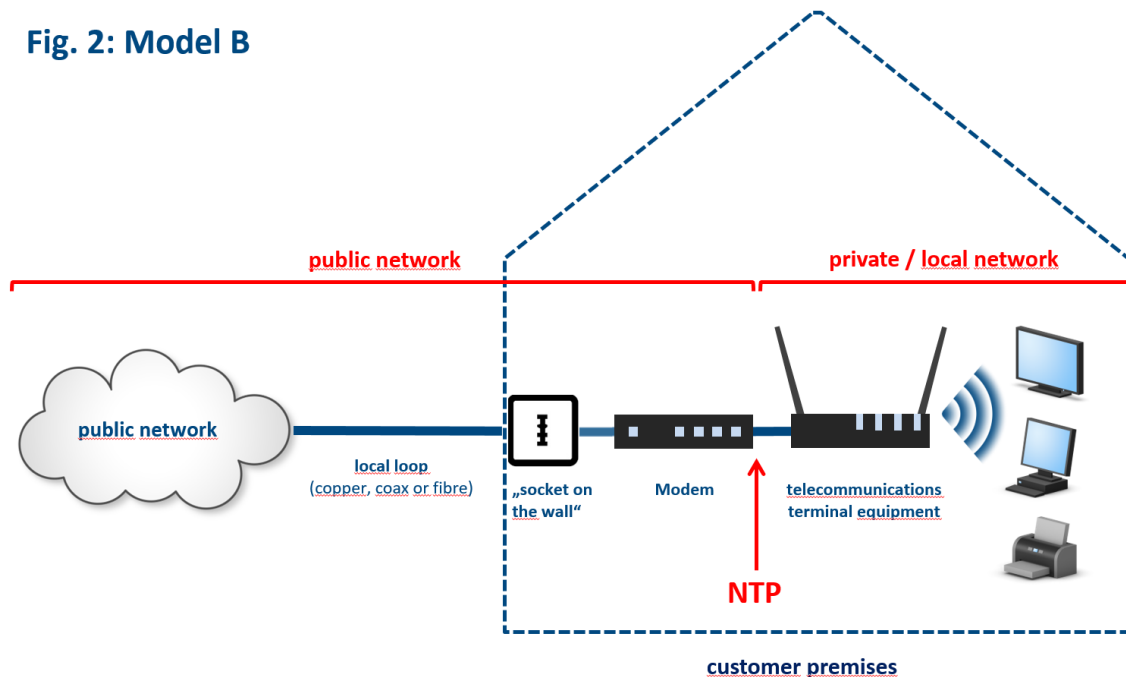 Fig. 2: Model B
public network
private / local network
public network
local loop
(copper, coax or fibre)
„socket on
the wall“
Modem
telecommunications
terminal equipment
NTP
customer premises